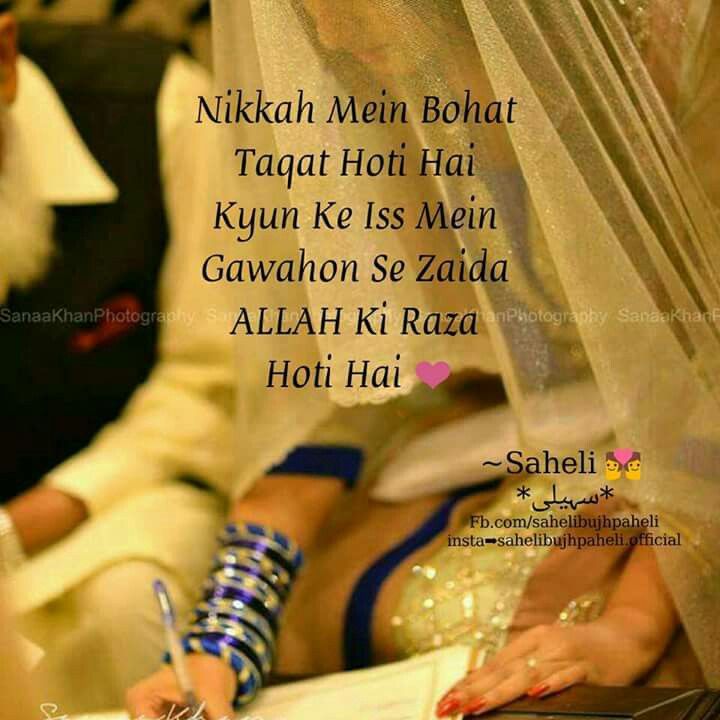 Nikkah Mein Bohat
Taqat Hoti Hai
Kyun Ke Iss Mein
Gawahon Se Zaida
SanaaKhanPhotography SanaaKhanPhotography SanaaKhanP
ALLAH Ki Raza
Hoti Hai ❤
~Saheli 💏
*سہیلی*
Fb.com/sahelibujhpaheli
insta➡sahelibujhpaheli.official